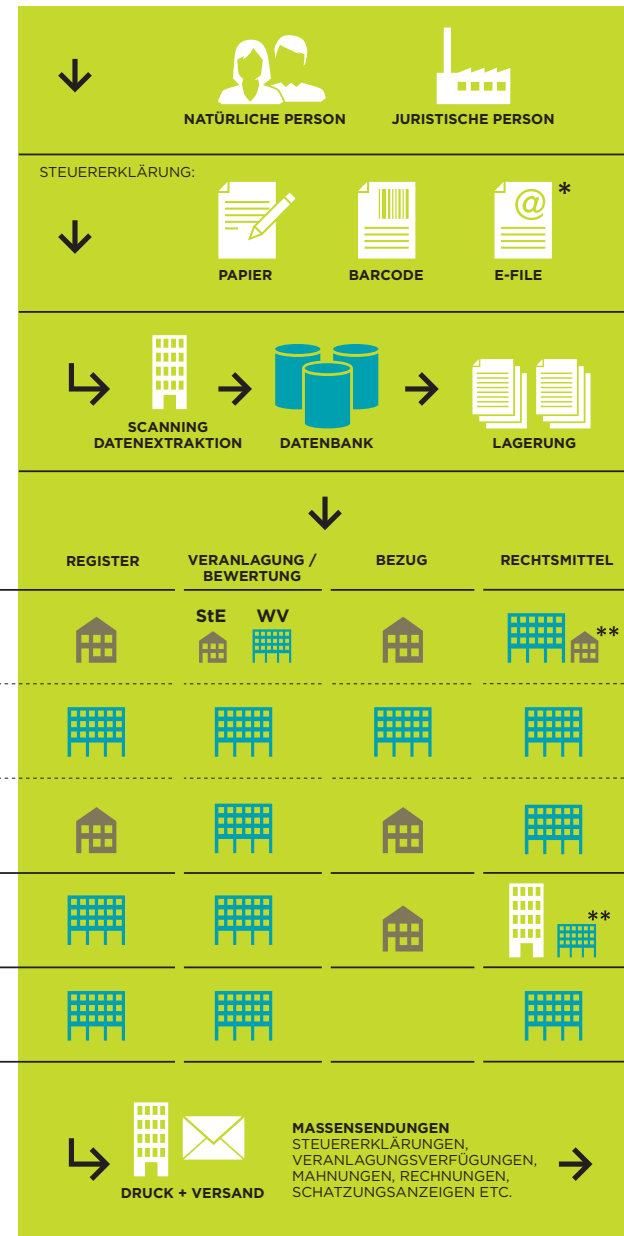 NATÜRLICHE PERSON
JURISTISCHE PERSON
STEUERERKLÄRUNG:
*
PAPIER
BARCODE
@
E-FILE
SCANNING
DATENEXTRAKTION
DATENBANK
LAGERUNG
REGISTER
VERANLAGUNG /
BEWERTUNG
BEZUG
RECHTSMITTEL
StE
WV
**
**
DRUCK + VERSAND
MASSENSENDUNGEN
STEUERERKLÄRUNGEN,
VERANLAGUNGSVERFÜGUNGEN,
MAHNUNGEN, RECHNUNGEN,
SCHATZUNGSANZEIGEN ETC.